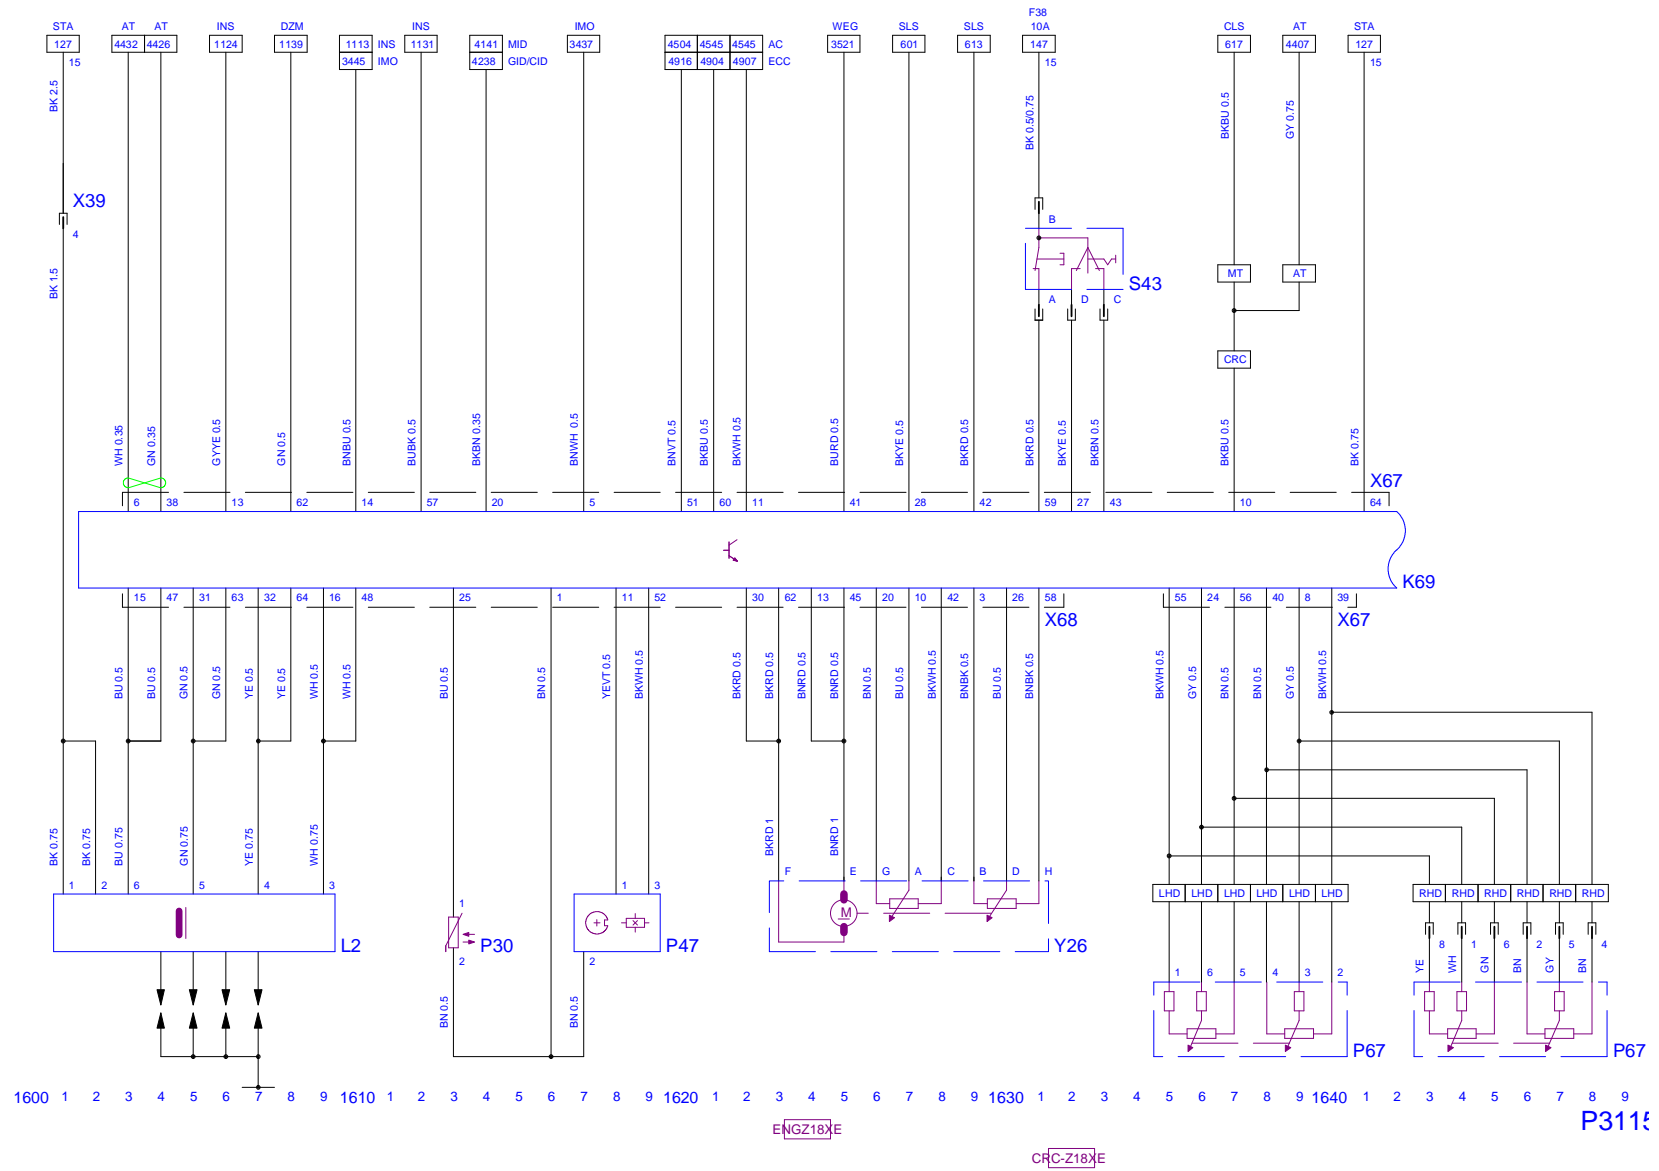 F38
STA AT AT INS DZM INS IMO WEG SLS SLS 10A CLS AT STA
127 4432 4426 1124 1139 1113 INS 1131 4141 MID 3437 4504 4545 4545 AC 3521 601 613 147 617 4407 127
15 3445 IMO 4238 GID/CID 4916 4904 4907 ECC 15 15
BK 2.5 BK 0.5/0.75 BKBU 0.5 GY 0.75
X39
4
B
BK 1.5 MT AT
S43
A D C
CRC
WH 0.35 GN 0.35 GYYE 0.5 GN 0.5 BNBU 0.5 BUBK 0.5 BKBN 0.35 BNWH 0.5 BNVT 0.5 BKBU 0.5 BKWH 0.5 BURD 0.5 BKYE 0.5 BKRD 0.5 BKRD 0.5 BKYE 0.5 BKBN 0.5 BKBU 0.5 BK 0.75
X67
6 38 13 62 14 57 20 5 51 60 11 41 28 42 59 27 43 10 64
K69
15 47 31 63 32 64 16 48 25 1 11 52 30 62 13 45 20 10 42 3 26 58 55 24 56 40 8 39
X68 X67
BU 0.5 BU 0.5 GN 0.5 GN 0.5 YE 0.5 YE 0.5 WH 0.5 WH 0.5 BU 0.5 BN 0.5 YEVT 0.5 BKWH 0.5 BKRD 0.5 BKRD 0.5 BNRD 0.5 BNRD 0.5 BN 0.5 BU 0.5 BKWH 0.5 BNBK 0.5 BU 0.5 BNBK 0.5 BKWH 0.5 GY 0.5 BN 0.5 BN 0.5 GY 0.5 BKWH 0.5
BK 0.75 BK 0.75 BU 0.75 GN 0.75 YE 0.75 WH 0.75 BKRD 1 BNRD 1
F E G A C B D H
1 2 6 5 4 3 1 3
LHD LHD LHD LHD LHD LHD RHD RHD RHD RHD RHD RHD
1
M
L2 P30 P47 Y26
8 1 6 2 5 4
2 2
YE WH GN BN GY BN
1 6 5 4 3 2
BN 0.5 BN 0.5
P67 P67
1600 1 2 3 4 5 6 7 8 9 1610 1 2 3 4 5 6 7 8 9 1620 1 2 3 4 5 6 7 8 9 1630 1 2 3 4 5 6 7 8 9 1640 1 2 3 4 5 6 7 8 9
P3115
ENGZ18XE
CRC-Z18XE